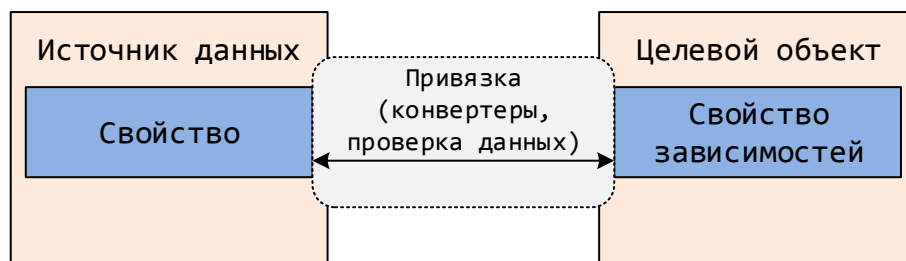 Источник данных
Свойство
Привязка
(конвертеры,
проверка данных)
Целевой объект
Свойство
зависимостей